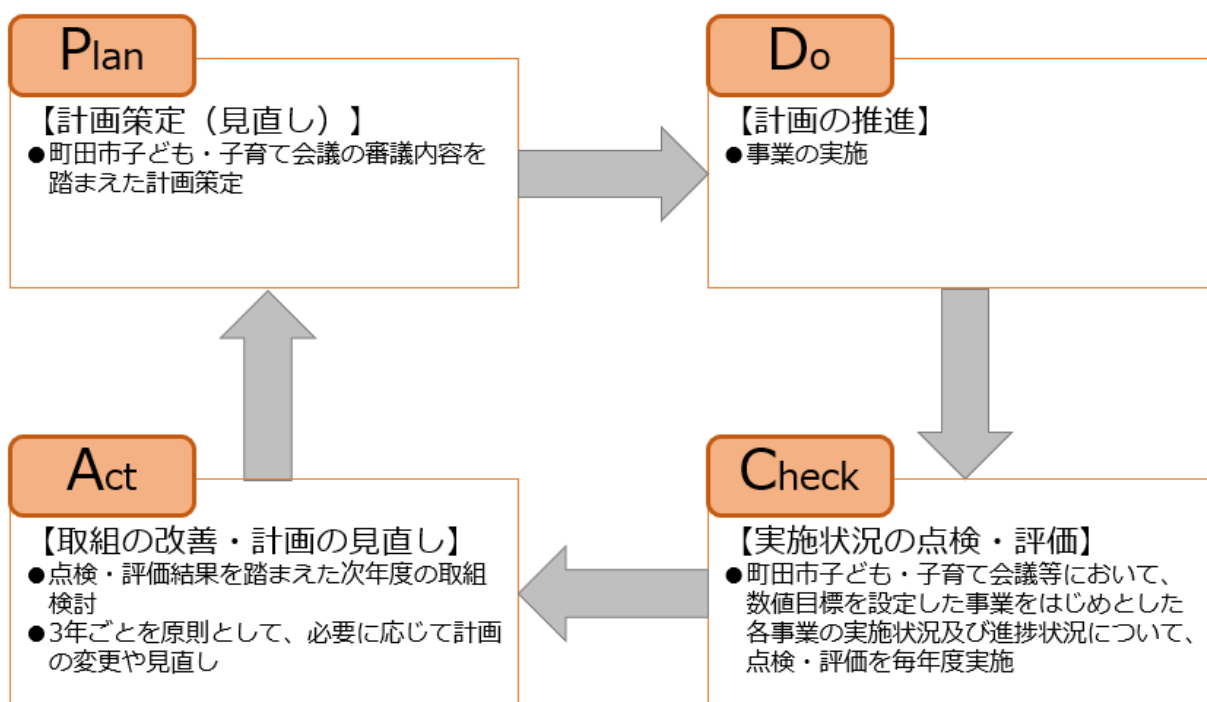 Plan
【計画策定（見直し）】
●町田市子ども・子育て会議の審議内容を
踏まえた計画策定
Do
【計画の推進】
●事業の実施
Act
【取組の改善・計画の見直し】
●点検・評価結果を踏まえた次年度の取組
検討
●3年ごとを原則として、必要に応じて計画
の変更や見直し
Check
【実施状況の点検・評価】
●町田市子ども・子育て会議等において、
数値目標を設定した事業をはじめとした
各事業の実施状況及び進捗状況について、
点検・評価を毎年度実施